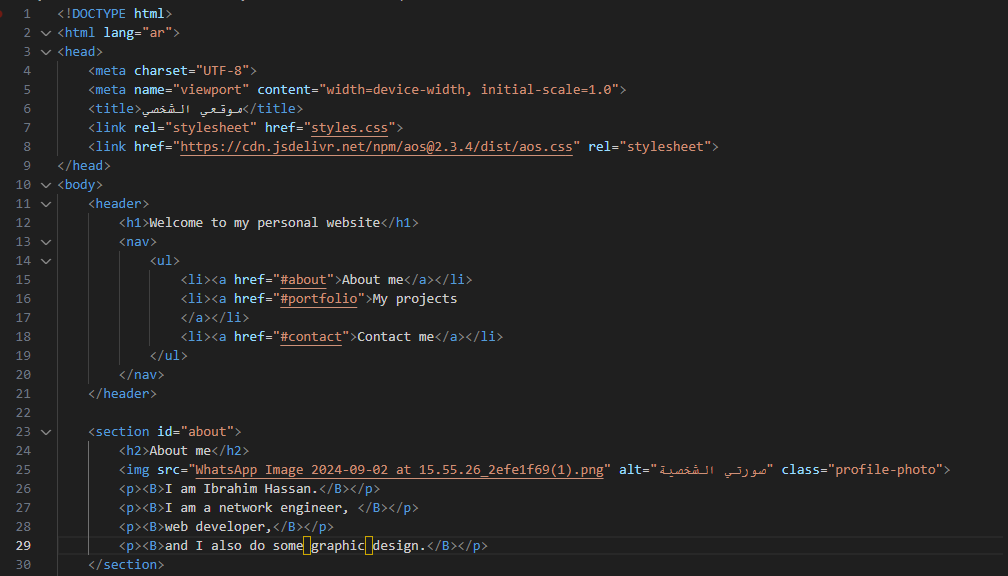 1 <!DOCTYPE html>
2 <html lang="ar">
3 <head>
4 <meta charset="UTF-8">
5 <meta name="viewport" content="width=device-width, initial-scale=1.0">
6 <title>موقعي الشخصي</title>
7 <link rel="stylesheet" href="styles.css">
8 <link href="https://cdn.jsdelivr.net/npm/aos@2.3.4/dist/aos.css" rel="stylesheet">
9 </head>
10 <body>
11 <header>
12 <h1>Welcome to my personal website</h1>
13 <nav>
14 <ul>
15 <li><a href="#about">About me</a></li>
16 <li><a href="#portfolio">My projects
17 </a></li>
18 <li><a href="#contact">Contact me</a></li>
19 </ul>
20 </nav>
21 </header>
22
23 <section id="about">
24 <h2>About me</h2>
25 <img src="WhatsApp Image 2024-09-02 at 15.55.26_2efe1f69(1).png" alt="صورتي الشخصية" class="profile-photo">
26 <p><B>I am Ibrahim Hassan.</B></p>
27 <p><B>I am a network engineer, </B></p>
28 <p><B>web developer,</B></p>
29 <p><B>and I also do some graphic design.</B></p>
30 </section>